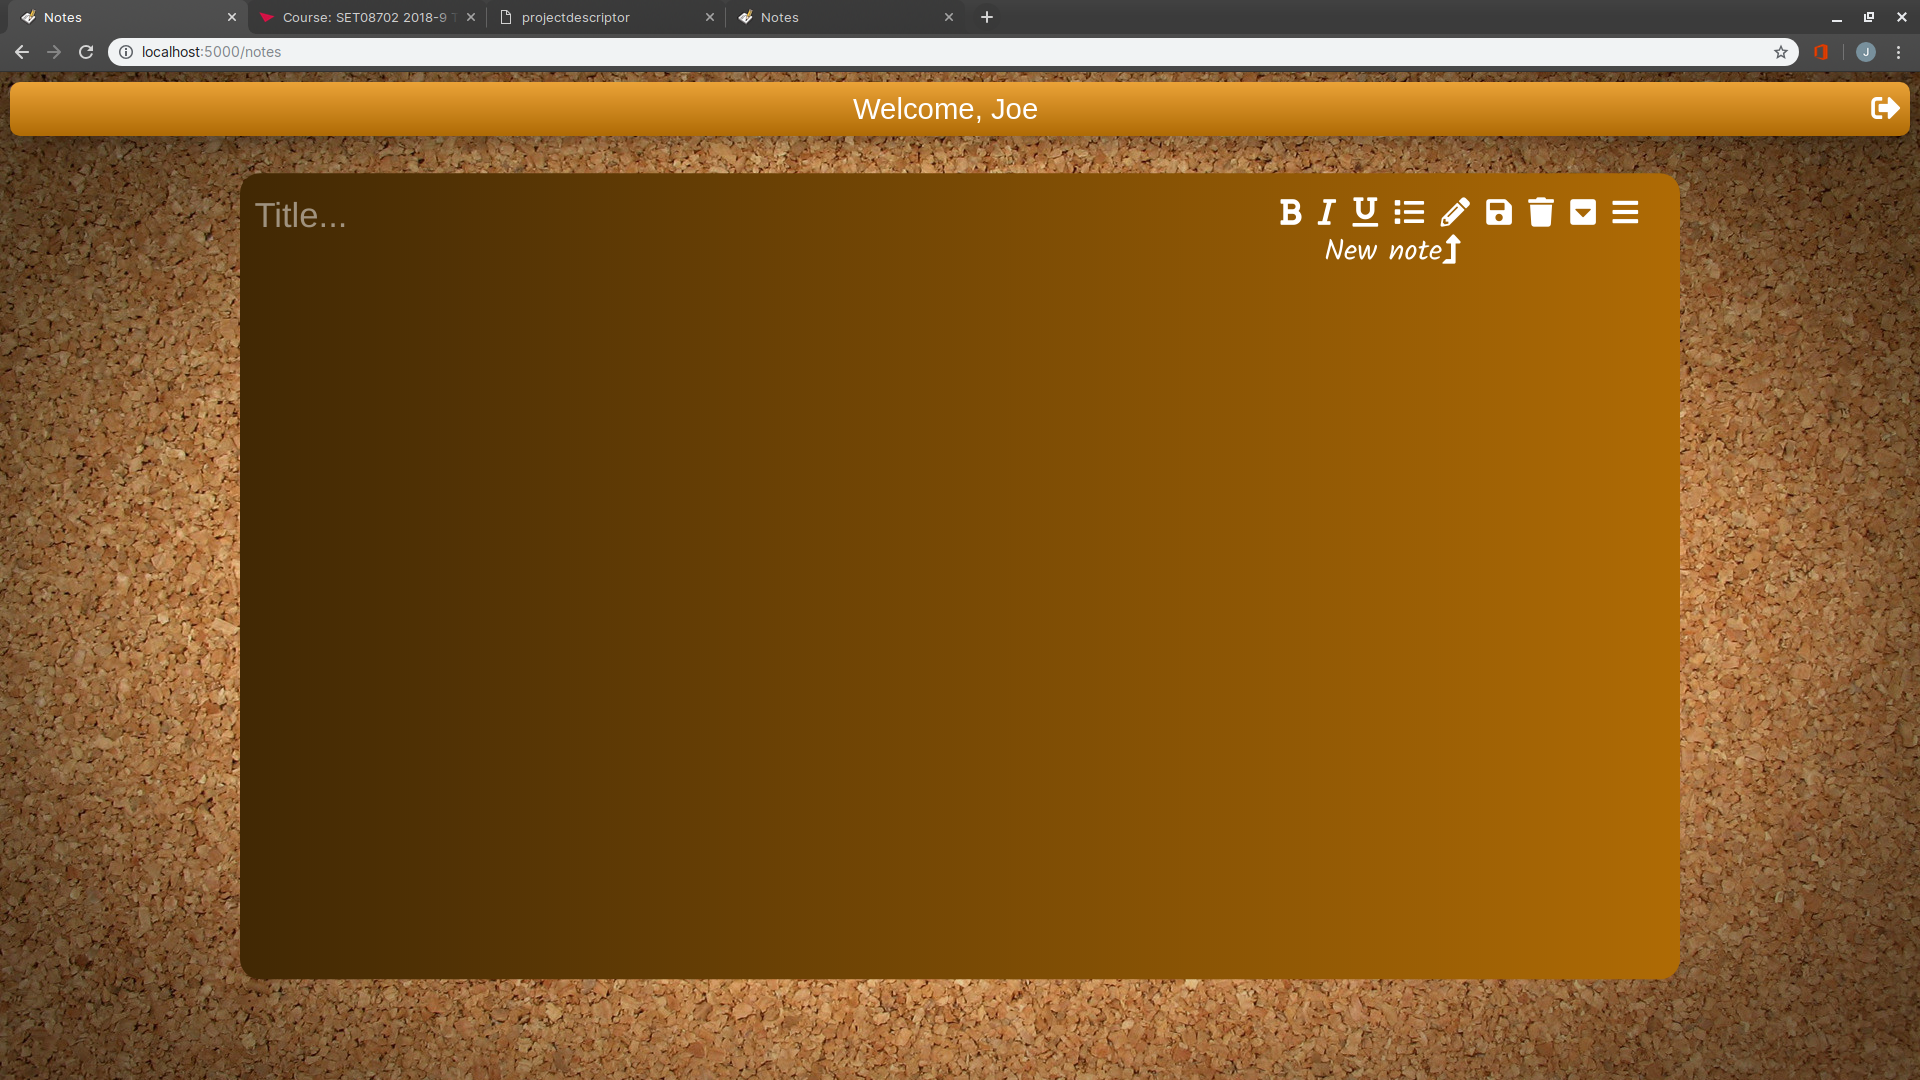 Notes
Course: SET08702 2018-9 T
projectdescriptor
Notes
localhost:5000/notes
J
Welcome, Joe
Title...
B I U
New note